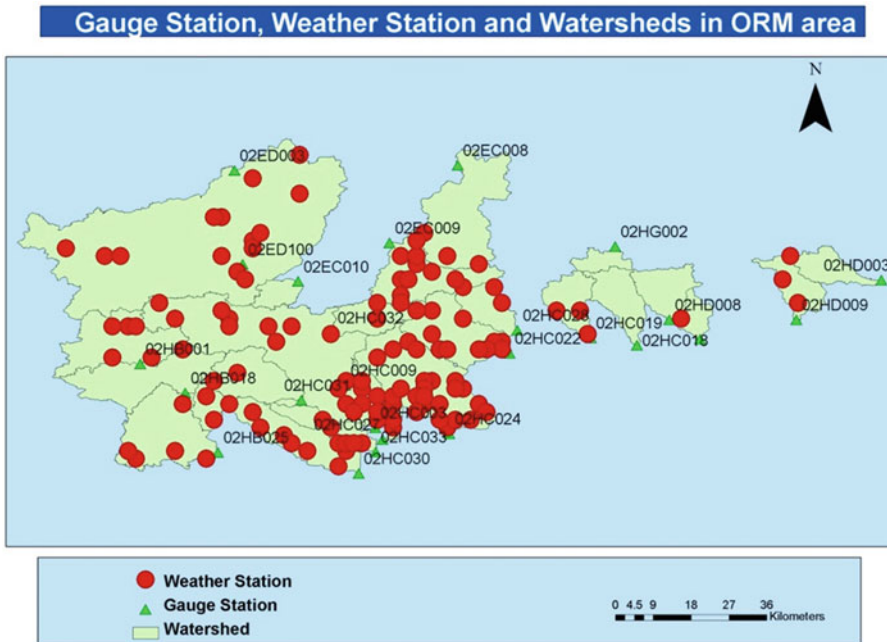 Gauge Station, Weather Station and Watersheds in ORM area
N
02ED003
02EC008
02EC009
02HG002
02ED100
02EC010
02HD003
02HC032
02HC028
02HD008
02HD009
02HC019
02HC022
02HC018
02HB001
02HC009
02HB018
02HC031
02HC003
02HC024
02HC027
02HB025
02HC033
02HC030
Weather Station
Gauge Station
Watershed
0 4.5 9 18 27 36
Kilometers